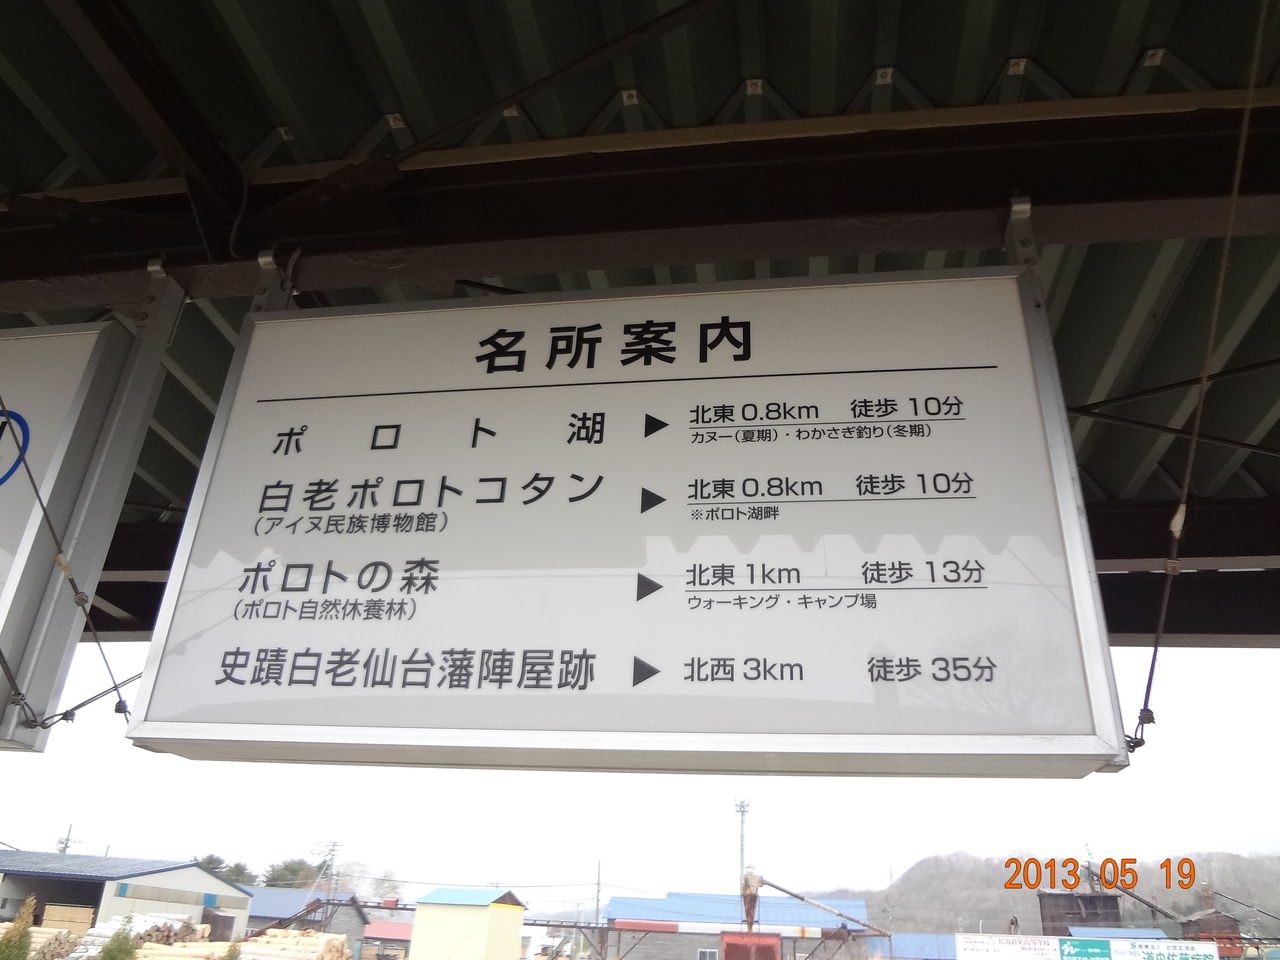 名所案内
ポロト湖 ▶ 北東 0.8km 徒歩 10分
カヌー(夏期)・わかさぎ釣り(冬期)
白老ポロトコタン ▶ 北東 0.8km 徒歩 10分
(アイヌ民族博物館)
※ポロト湖畔
ポロトの森 ▶ 北東 1km 徒歩 13分
(ポロト自然休養林)
ウォーキング・キャンプ場
史蹟白老仙台藩陣屋跡 ▶ 北西 3km 徒歩 35分
2013 05 19